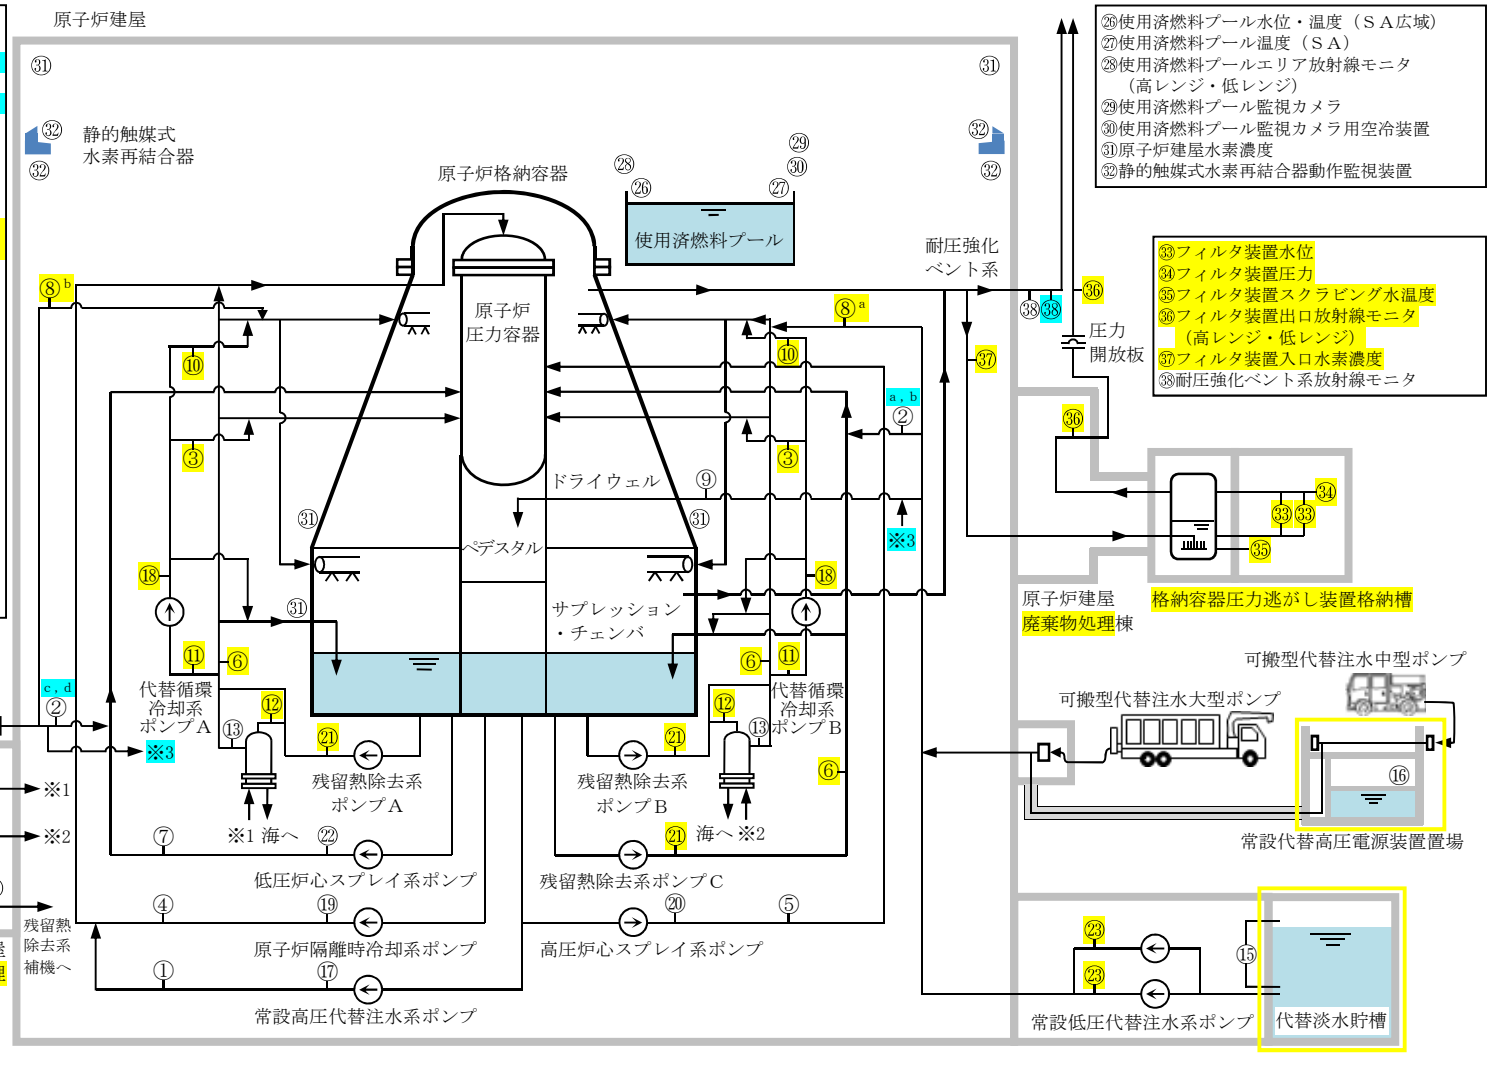 原子炉建屋
㉛
㉛
㉜
㉜
静的触媒式
水素再結合器
㉜
㉜
原子炉格納容器
㉘
㉖
㉙
㉚
㉗
使用済燃料プール
耐圧強化
ベント系
㉖使用済燃料プール水位・温度（ＳＡ広域）
㉗使用済燃料プール温度（ＳＡ）
㉘使用済燃料プールエリア放射線モニタ
（高レンジ・低レンジ）
㉙使用済燃料プール監視カメラ
㉚使用済燃料プール監視カメラ用空冷装置
㉛原子炉建屋水素濃度
㉜静的触媒式水素再結合器動作監視装置
㉝フィルタ装置水位
㉞フィルタ装置圧力
㉟フィルタ装置スクラビング水温度
㊱フィルタ装置出口放射線モニタ
（高レンジ・低レンジ）
㊲フィルタ装置入口水素濃度
㊳耐圧強化ベント系放射線モニタ
⑧ b
原子炉
圧力容器
⑧ a
㊳
㊳
㊱
圧力
開放板
⑩
⑩
㊲
a, b
②
㊱
③
③
ドライウェル
⑨
※3
㉛
㉛
ペデスタル
㉞
㉝
㉝
㉟
⑱
⑱
㉛
サプレッション
・チェンバ
原子炉建屋
廃棄物処理棟
格納容器圧力逃がし装置格納槽
⑪
⑥
⑥
⑪
c, d
②
代替循環
冷却系
ポンプＡ
⑫
⑬
㉑
㉑
⑫
⑬
代替循環
冷却系
ポンプＢ
可搬型代替注水中型ポンプ
可搬型代替注水大型ポンプ
※3
※1
残留熱除去系
ポンプＡ
残留熱除去系
ポンプＢ
⑥
⑯
※2
※1 海へ
海へ ※2
常設代替高圧電源装置置場
⑦
㉒
㉑
低圧炉心スプレイ系ポンプ
残留熱除去系ポンプＣ
④
⑲
⑳
⑤
残留熱
除去系
補機へ
原子炉隔離時冷却系ポンプ
高圧炉心スプレイ系ポンプ
㉓
⑮
①
⑰
㉓
常設高圧代替注水系ポンプ
常設低圧代替注水系ポンプ
代替淡水貯槽